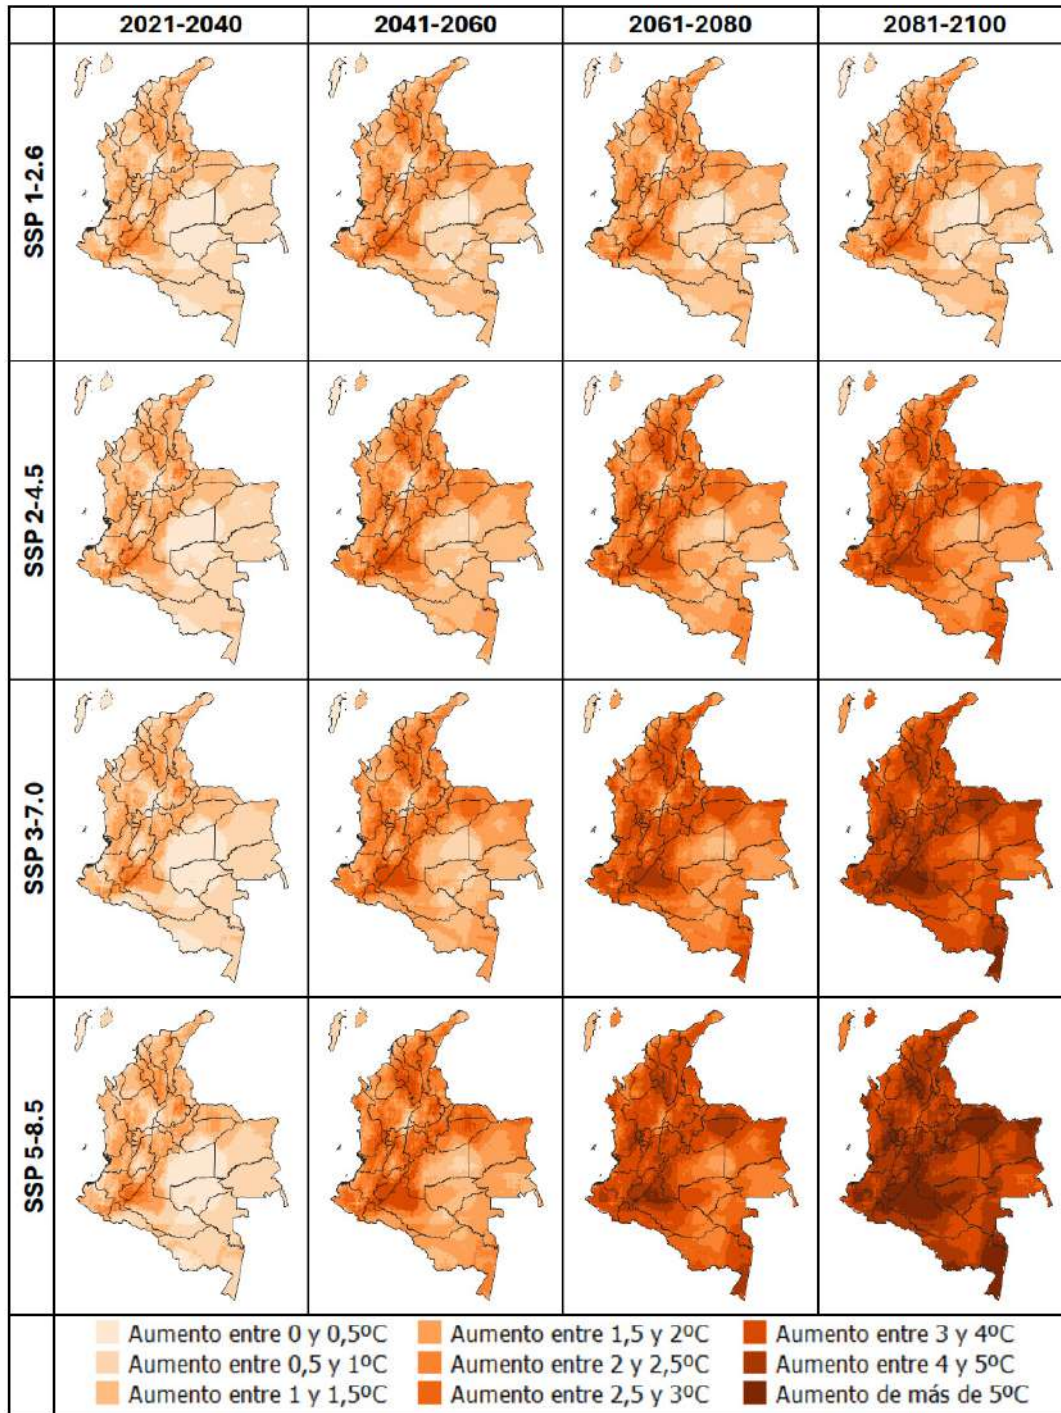 2021-2040 2041-2060 2061-2080 2081-2100
SSP 1-2.6
SSP 2-4.5
SSP 3-7.0
SSP 5-8.5
Aumento entre 0 y 0,5ºC Aumento entre 1,5 y 2ºC Aumento entre 3 y 4ºC
Aumento entre 0,5 y 1ºC Aumento entre 2 y 2,5ºC Aumento entre 4 y 5ºC
Aumento entre 1 y 1,5ºC Aumento entre 2,5 y 3ºC Aumento de más de 5ºC